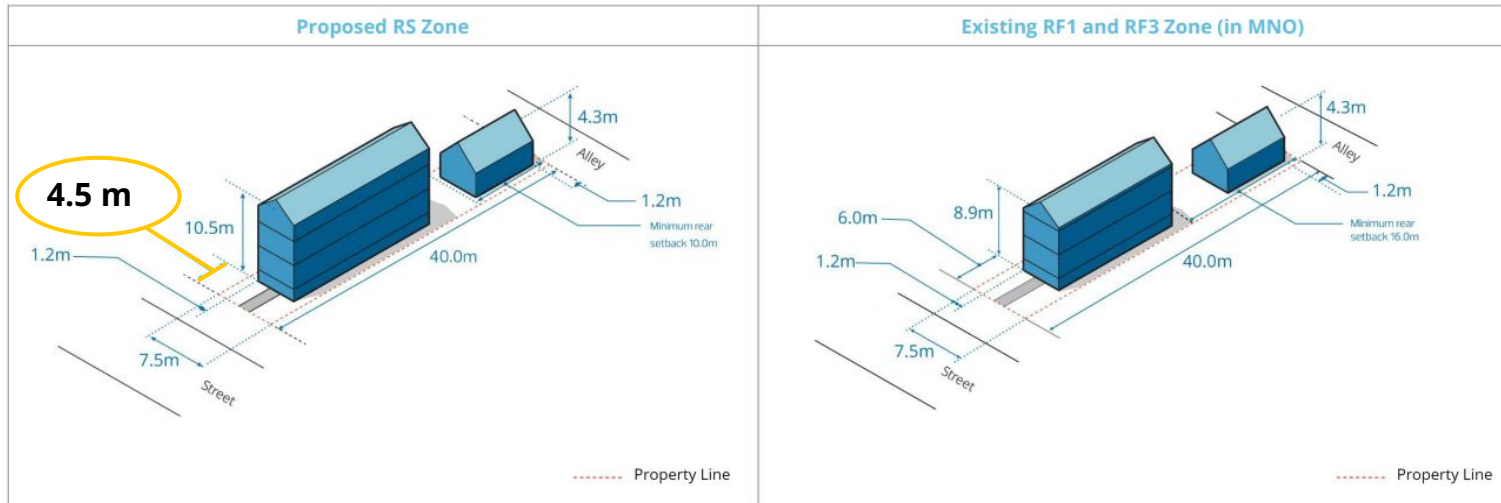 Proposed RS Zone
4.5 m
10.5m
1.2m
7.5m
Street
40.0m
4.3m
Alley
1.2m
Minimum rear
setback 10.0m
Property Line
Existing RF1 and RF3 Zone (in MNO)
6.0m
8.9m
1.2m
7.5m
Street
40.0m
4.3m
Alley
1.2m
Minimum rear
setback 16.0m
Property Line